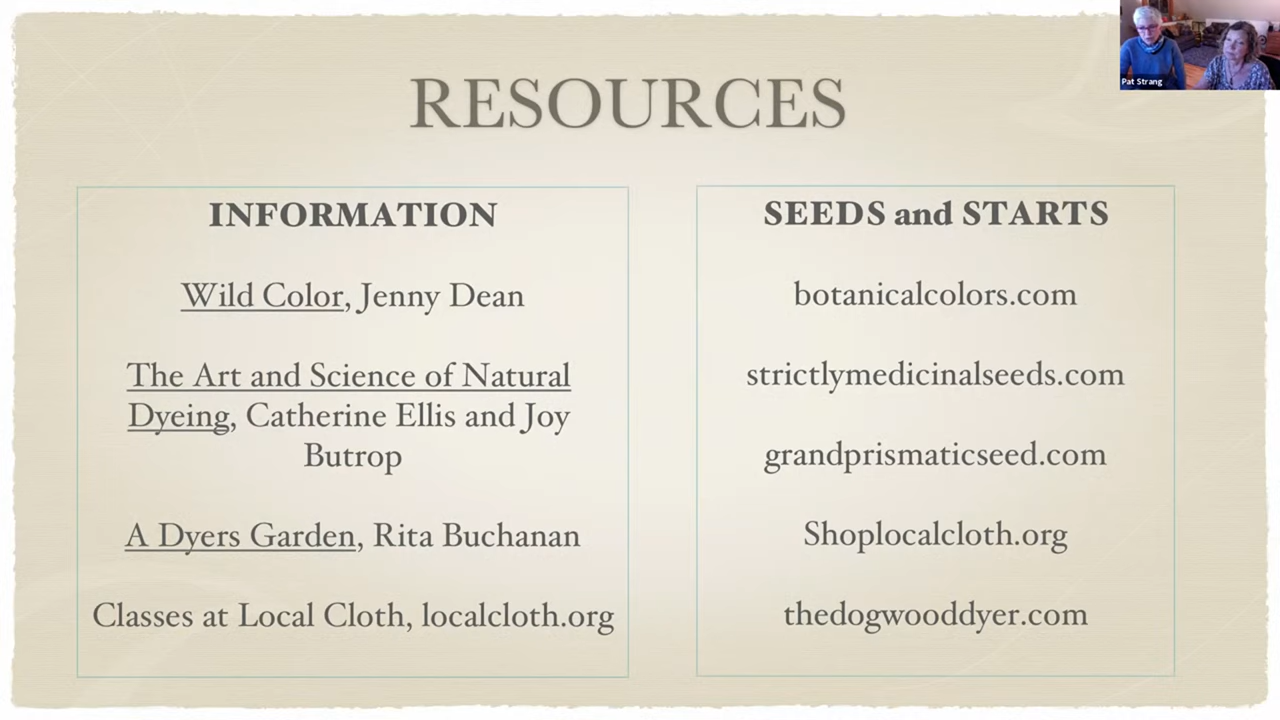 Pat Strang
RESOURCES
INFORMATION
Wild Color, Jenny Dean
The Art and Science of Natural
Dyeing, Catherine Ellis and Joy
Butrop
A Dyers Garden, Rita Buchanan
Classes at Local Cloth, localcloth.org
SEEDS and STARTS
botanicalcolors.com
strictlymedicinalseeds.com
grandprismaticseed.com
Shoplocalcloth.org
thedogwooddyer.com